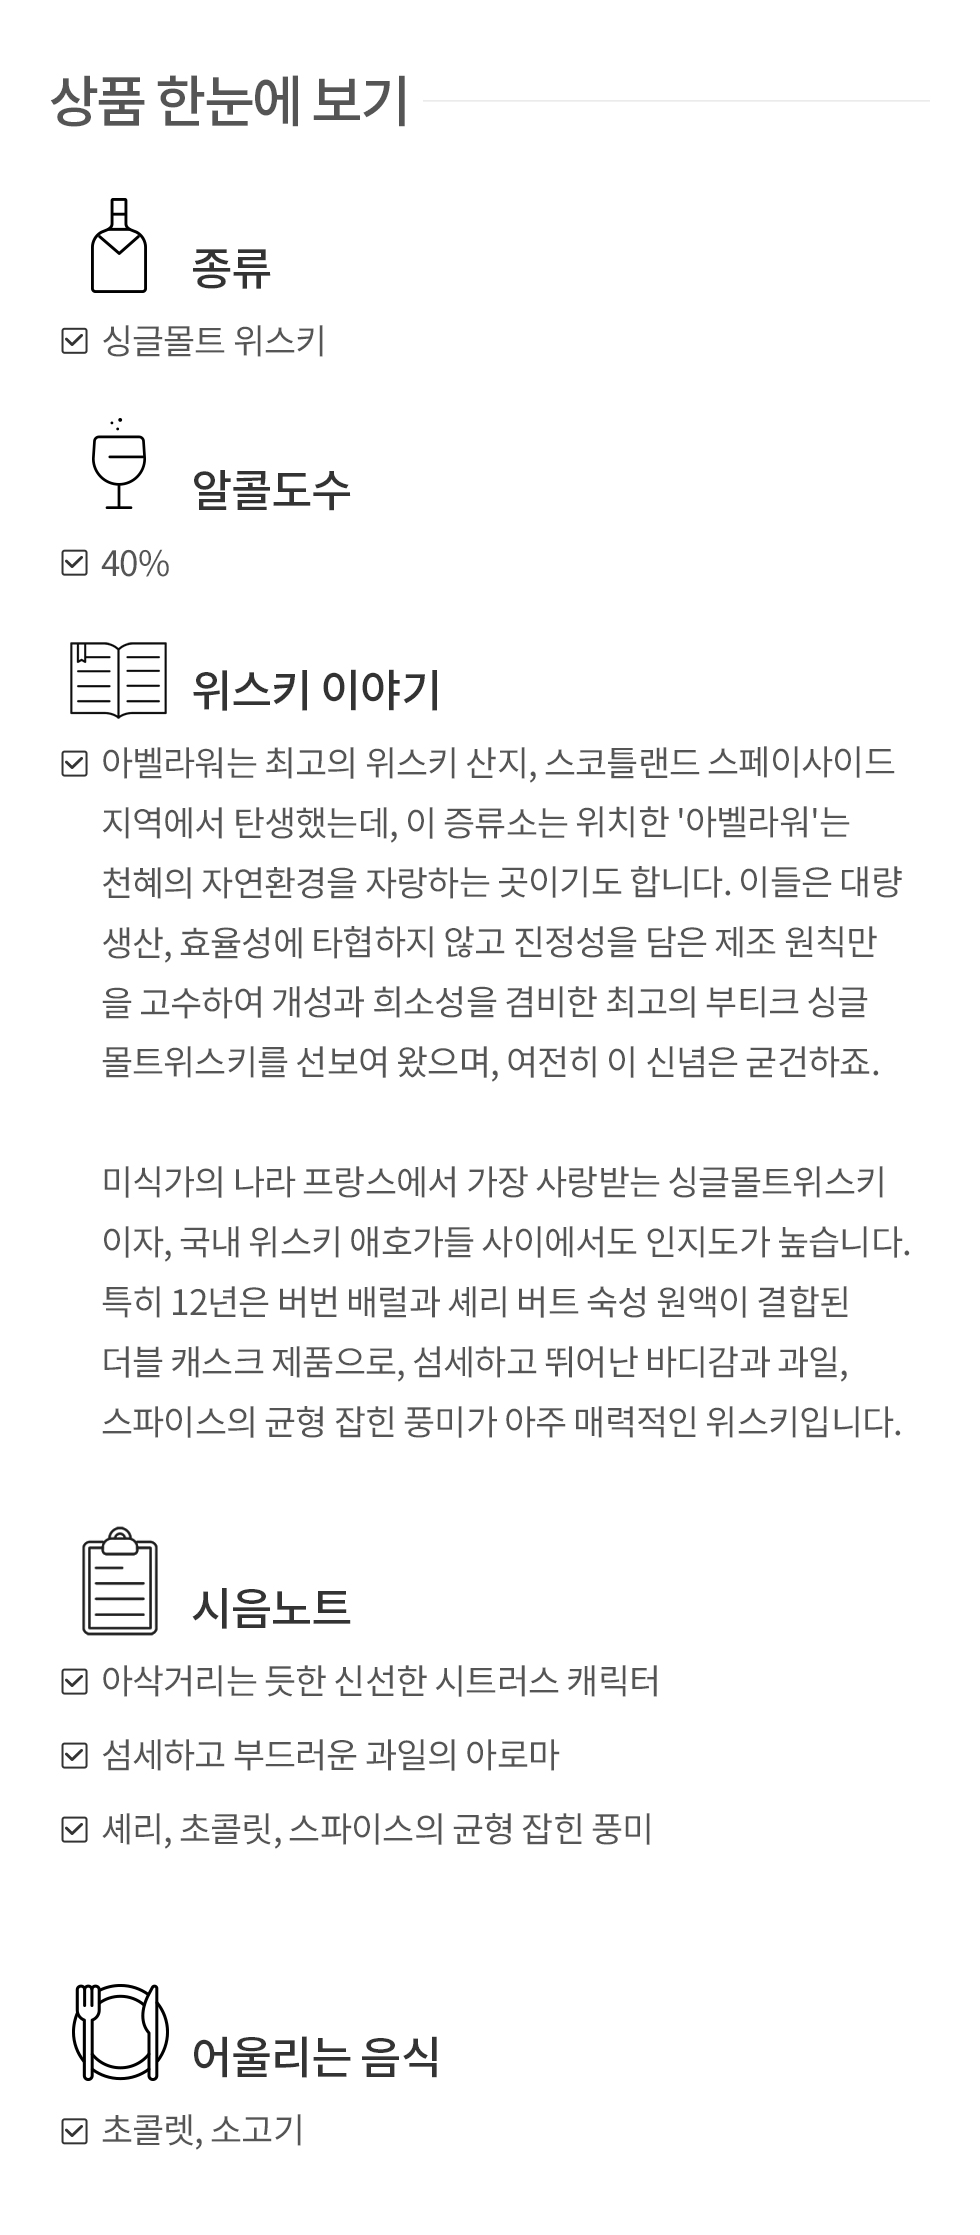 상품 한눈에 보기
종류
싱글몰트 위스키
알콜도수
40%
위스키 이야기
아벨라워는 최고의 위스키 산지, 스코틀랜드 스페이사이드
지역에서 탄생했는데, 이 증류소는 위치한 '아벨라워'는
천혜의 자연환경을 자랑하는 곳이기도 합니다. 이들은 대량
생산, 효율성에 타협하지 않고 진정성을 담은 제조 원칙만
을 고수하여 개성과 희소성을 겸비한 최고의 부티크 싱글
몰트위스키를 선보여 왔으며, 여전히 이 신념은 굳건하죠.
미식가의 나라 프랑스에서 가장 사랑받는 싱글몰트위스키
이자, 국내 위스키 애호가들 사이에서도 인지도가 높습니다.
특히 12년은 버번 배럴과 셰리 버트 숙성 원액이 결합된
더블 캐스크 제품으로, 섬세하고 뛰어난 바디감과 과일,
스파이스의 균형 잡힌 풍미가 아주 매력적인 위스키입니다.
시음노트
아삭거리는 듯한 신선한 시트러스 캐릭터
섬세하고 부드러운 과일의 아로마
셰리, 초콜릿, 스파이스의 균형 잡힌 풍미
어울리는 음식
초콜렛, 소고기